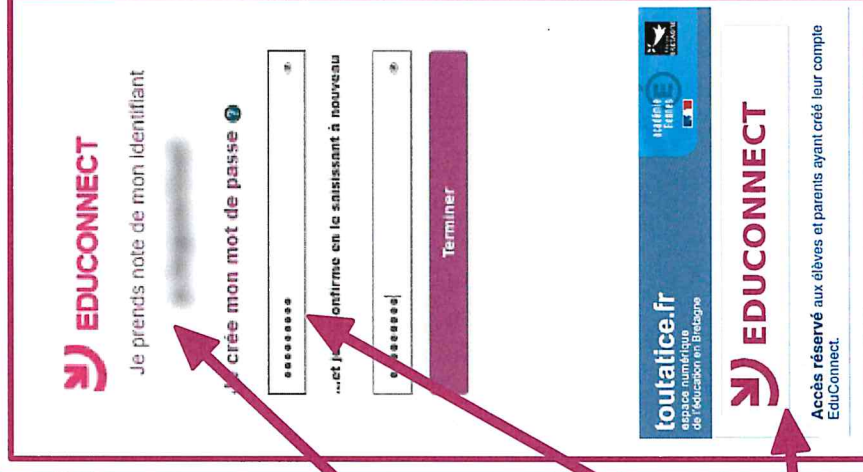 EDUCONNECT
Je prends note de mon identifiant
crée mon mot de passe ?
...et je confirme en le saisissant à nouveau
Terminer
toutatice.fr
espace numérique
de l'éducation en Bretagne
académie
Rennes
BRETAGNE
EDUCONNECT
Accès réservé aux élèves et parents ayant créé leur compte
EduConnect.